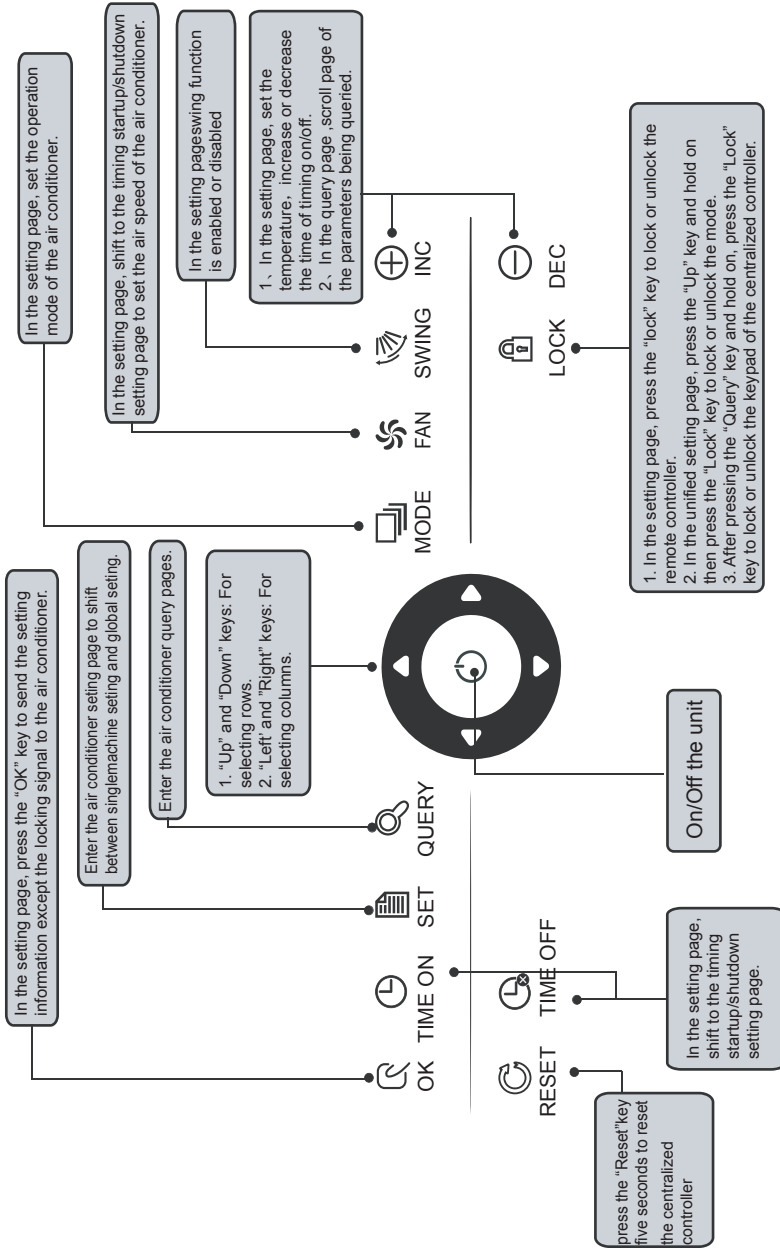 In the setting page, press the “OK” key to send the setting
information except the locking signal to the air conditioner.
Enter the air conditioner seting page to shift
between singlemachine seting and global seting.
Enter the air conditioner query pages.
1. “Up” and “Down” keys: For
selecting rows.
2. “Left’ and ”Right” keys: For
selecting columns.
In the setting page, set the operation
mode of the air conditioner.
In the setting page, shift to the timing startup/shutdown
setting page to set the air speed of the air conditioner.
In the setting pageswing function
is enabled or disabled
1、In the setting page, set the
temperature, increase or decrease
the time of timing on/off.
2、In the query page ,scroll page of
the parameters being queried.
OK
TIME ON
SET
QUERY
MODE
FAN
SWING
INC
RESET
TIME OFF
LOCK
DEC
press the “Reset”key
five seconds to reset
the centralized
controller
In the setting page,
shift to the timing
startup/shutdown
setting page.
On/Off the unit
1. In the setting page, press the “lock” key to lock or unlock the
remote controller.
2. In the unified setting page, press the “Up” key and hold on
then press the “Lock” key to lock or unlock the mode.
3. After pressing the “Query” key and hold on, press the “Lock”
key to lock or unlock the keypad of the centralized controller.